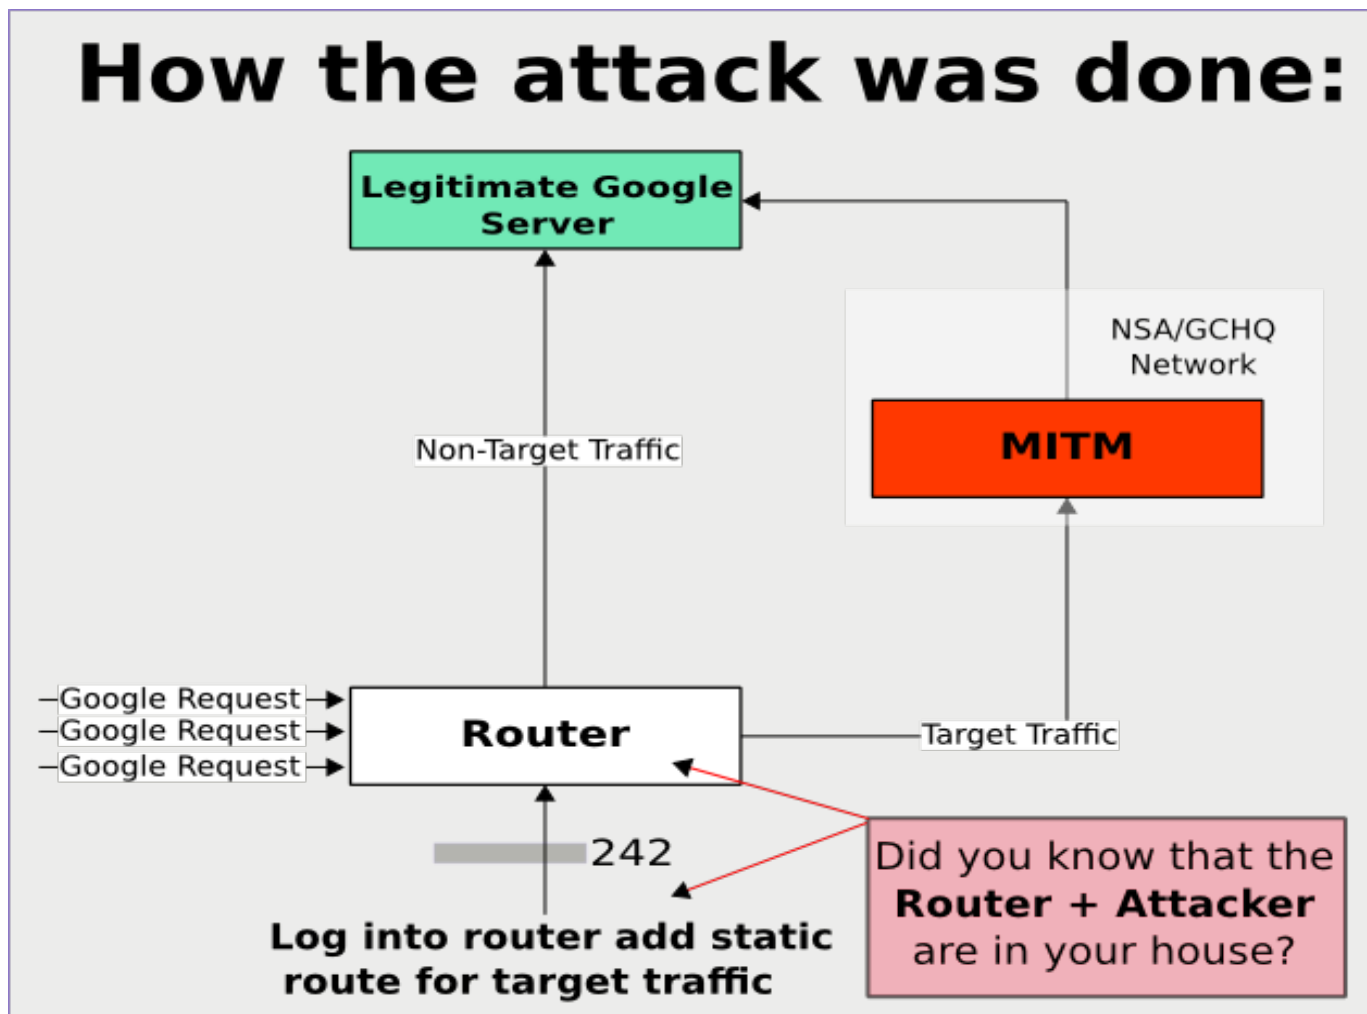 How the attack was done:
Legitimate Google
Server
NSA/GCHQ
Network
MITM
Non-Target Traffic
Google Request
Google Request
Google Request
Router
Target Traffic
242
Log into router add static
route for target traffic
Did you know that the
Router + Attacker
are in your house?